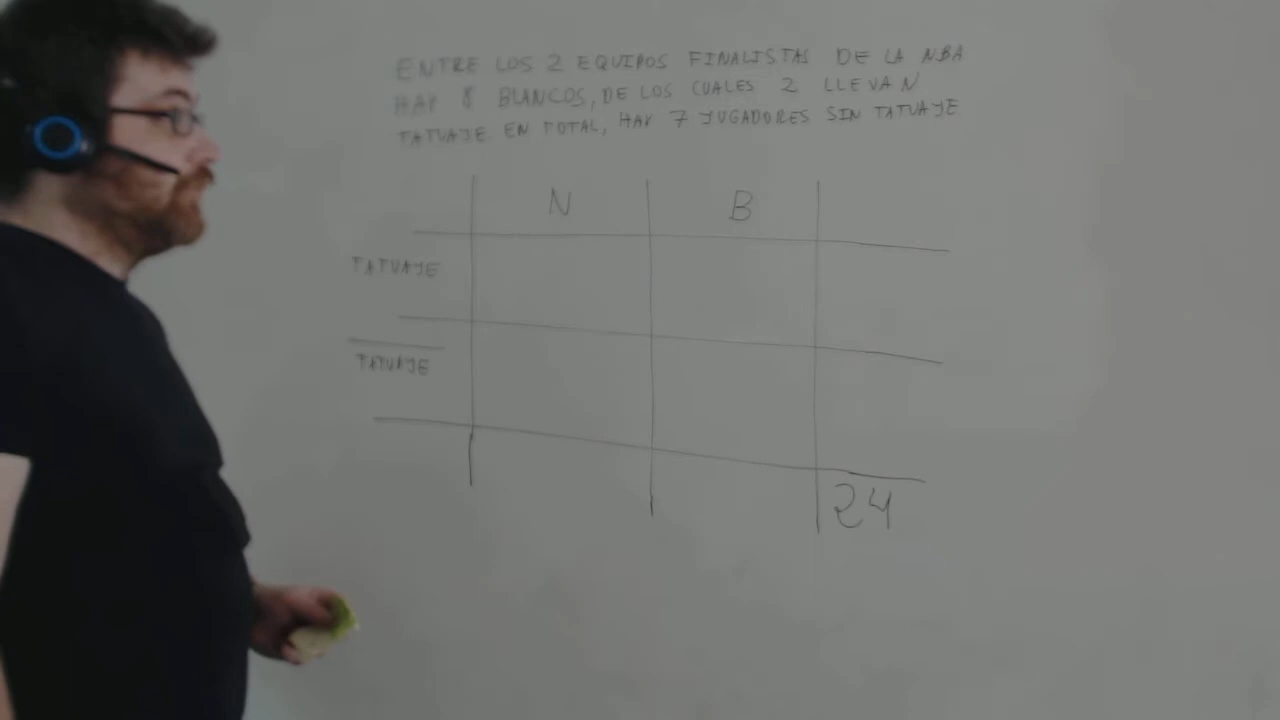 ENTRE LOS 2 EQUIPOS FINALISTAS DE LA NBA
HAY 8 BLANCOS, DE LOS CUALES 2 LLEVAN
TATUAJE EN TOTAL, HAY 7 JUGADORES SIN TATUAJE
N B
TATUAJE
TATUAJE
24